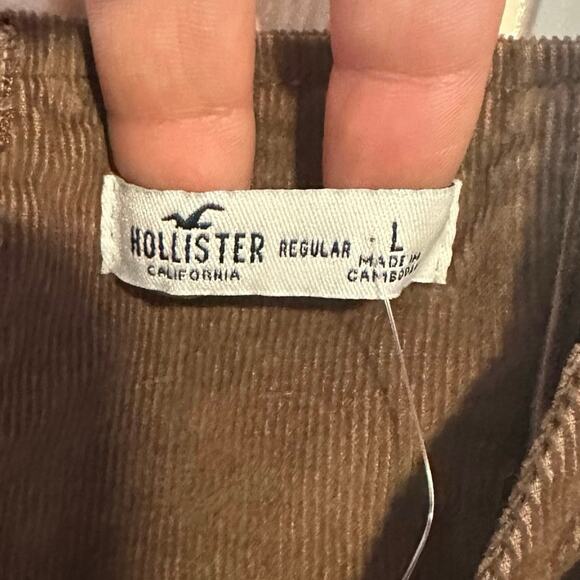 HOLLISTER REGULAR L
CALIFORNIA MADE IN
CAMBODIA